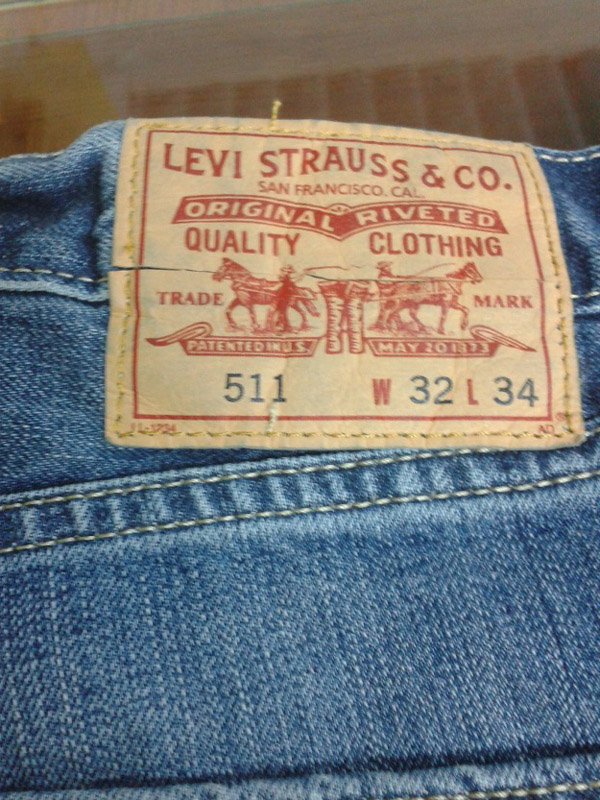 LEVI STRAUSS & CO.
SAN FRANCISCO. CAL.
ORIGINAL RIVETED
QUALITY CLOTHING
TRADE MARK
PATENTED IN U.S. MAY 20 1873
511 W 32 L 34